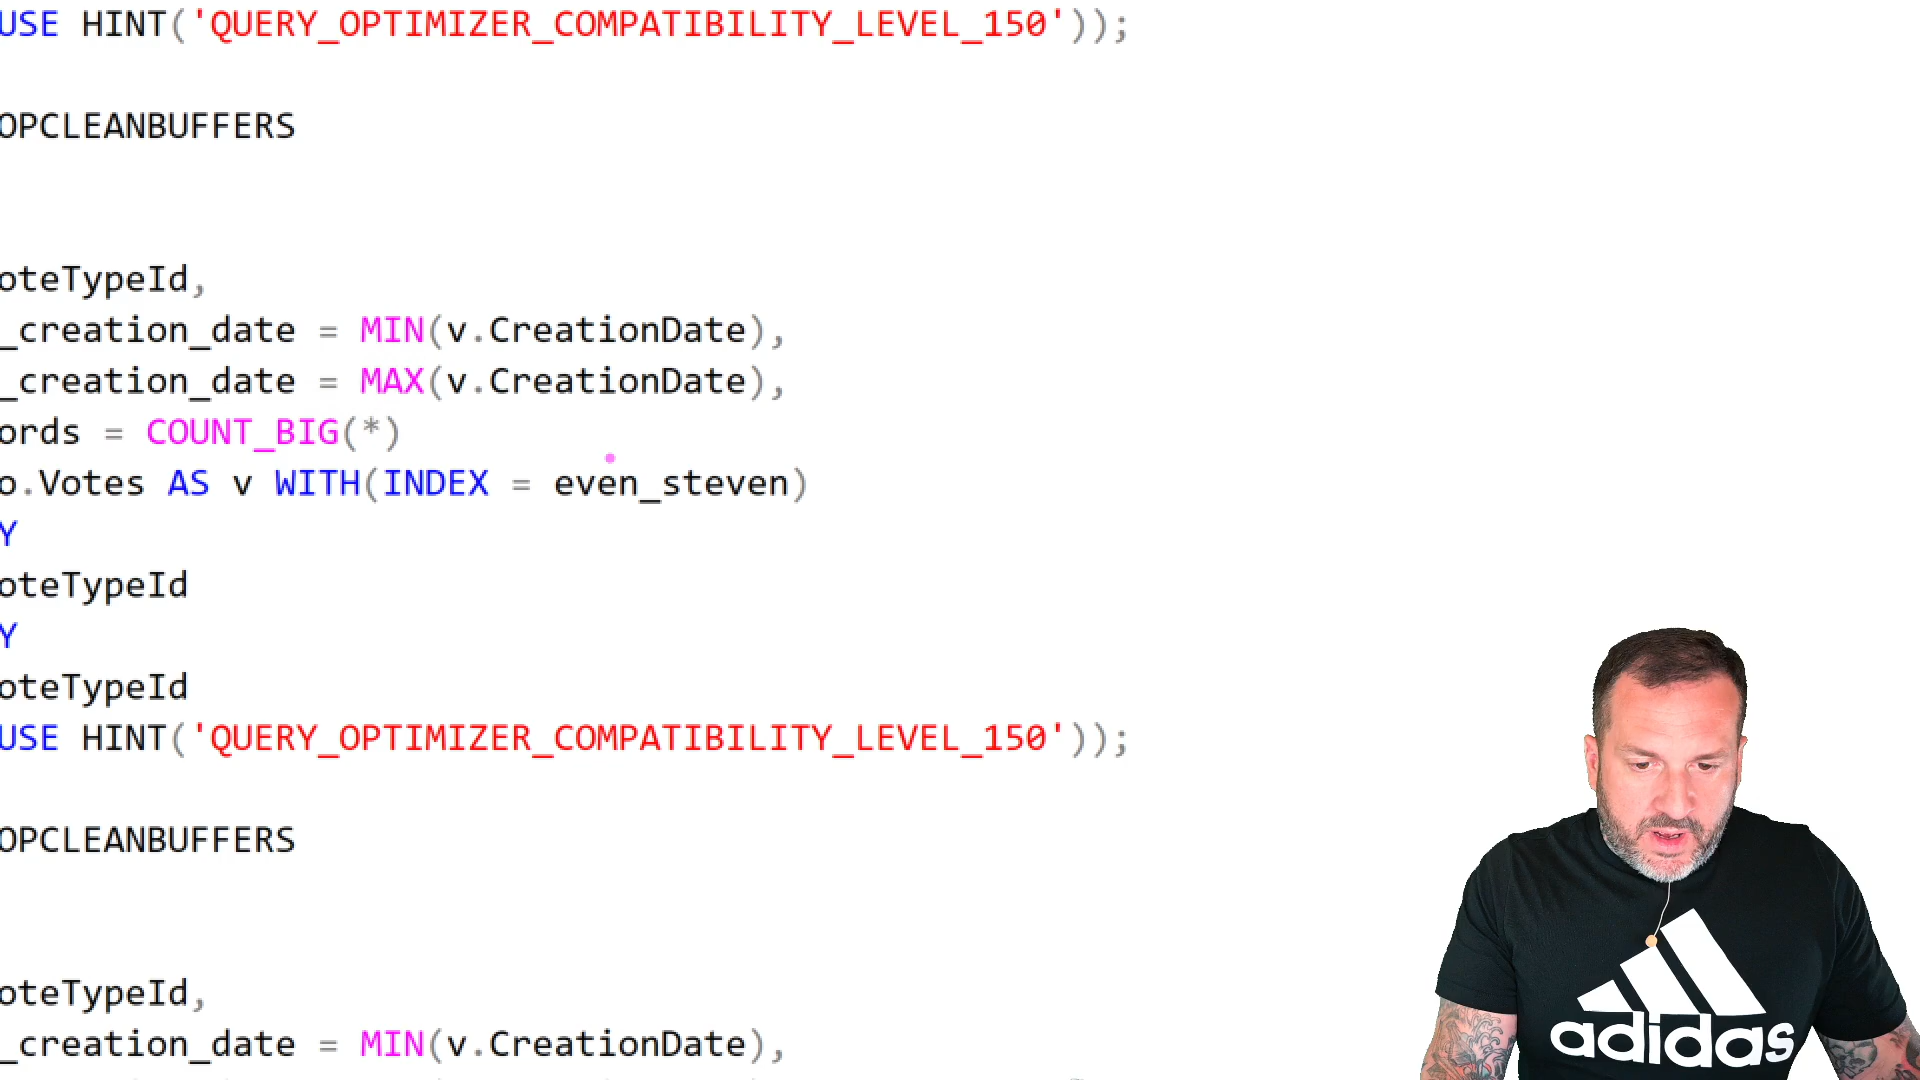 USE HINT('QUERY_OPTIMIZER_COMPATIBILITY_LEVEL_150'));
OPCLEANBUFFERS
oteTypeId,
_creation_date = MIN(v.CreationDate),
_creation_date = MAX(v.CreationDate),
ords = COUNT_BIG(*)
o.Votes AS v WITH(INDEX = even_steven)
Y
oteTypeId
Y
oteTypeId
USE HINT('QUERY_OPTIMIZER_COMPATIBILITY_LEVEL_150'));
OPCLEANBUFFERS
oteTypeId,
_creation_date = MIN(v.CreationDate),
adidas